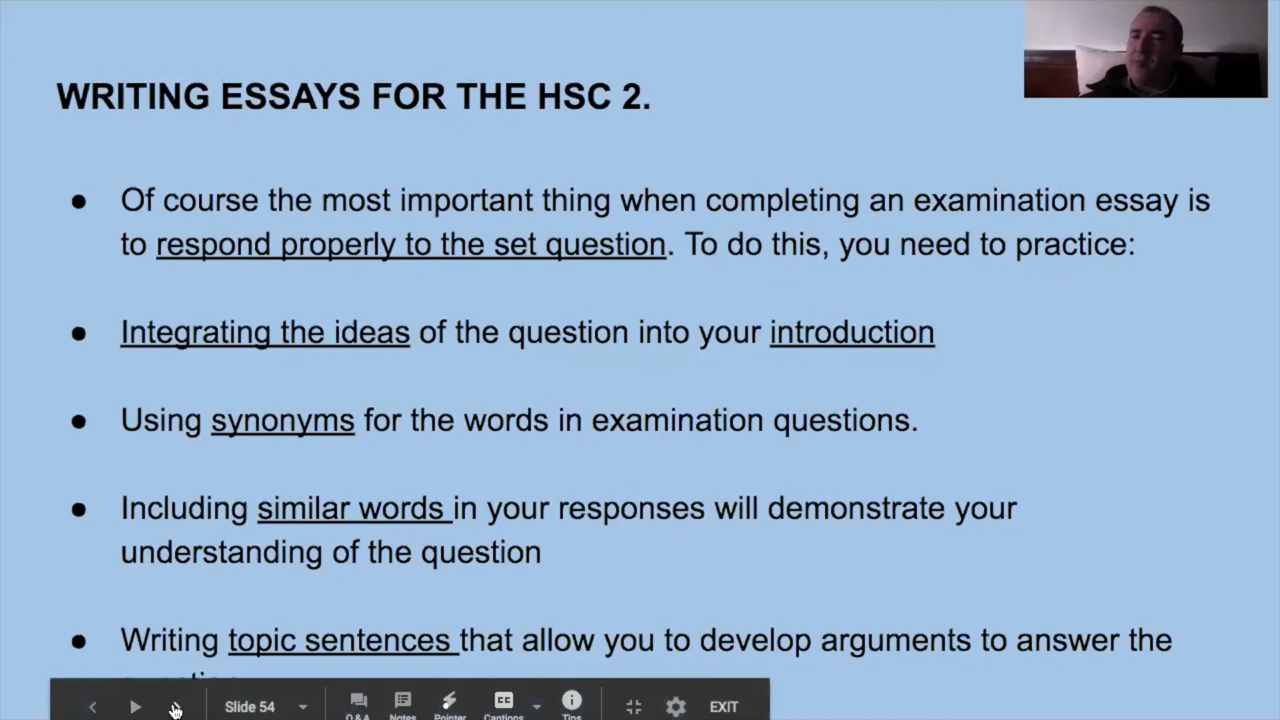 WRITING ESSAYS FOR THE HSC 2.
● Of course the most important thing when completing an examination essay is
to respond properly to the set question. To do this, you need to practice:
● Integrating the ideas of the question into your introduction
● Using synonyms for the words in examination questions.
● Including similar words in your responses will demonstrate your
understanding of the question
● Writing topic sentences that allow you to develop arguments to answer the
Slide 54
Q & A Notes Pointer Captions Tips
EXIT